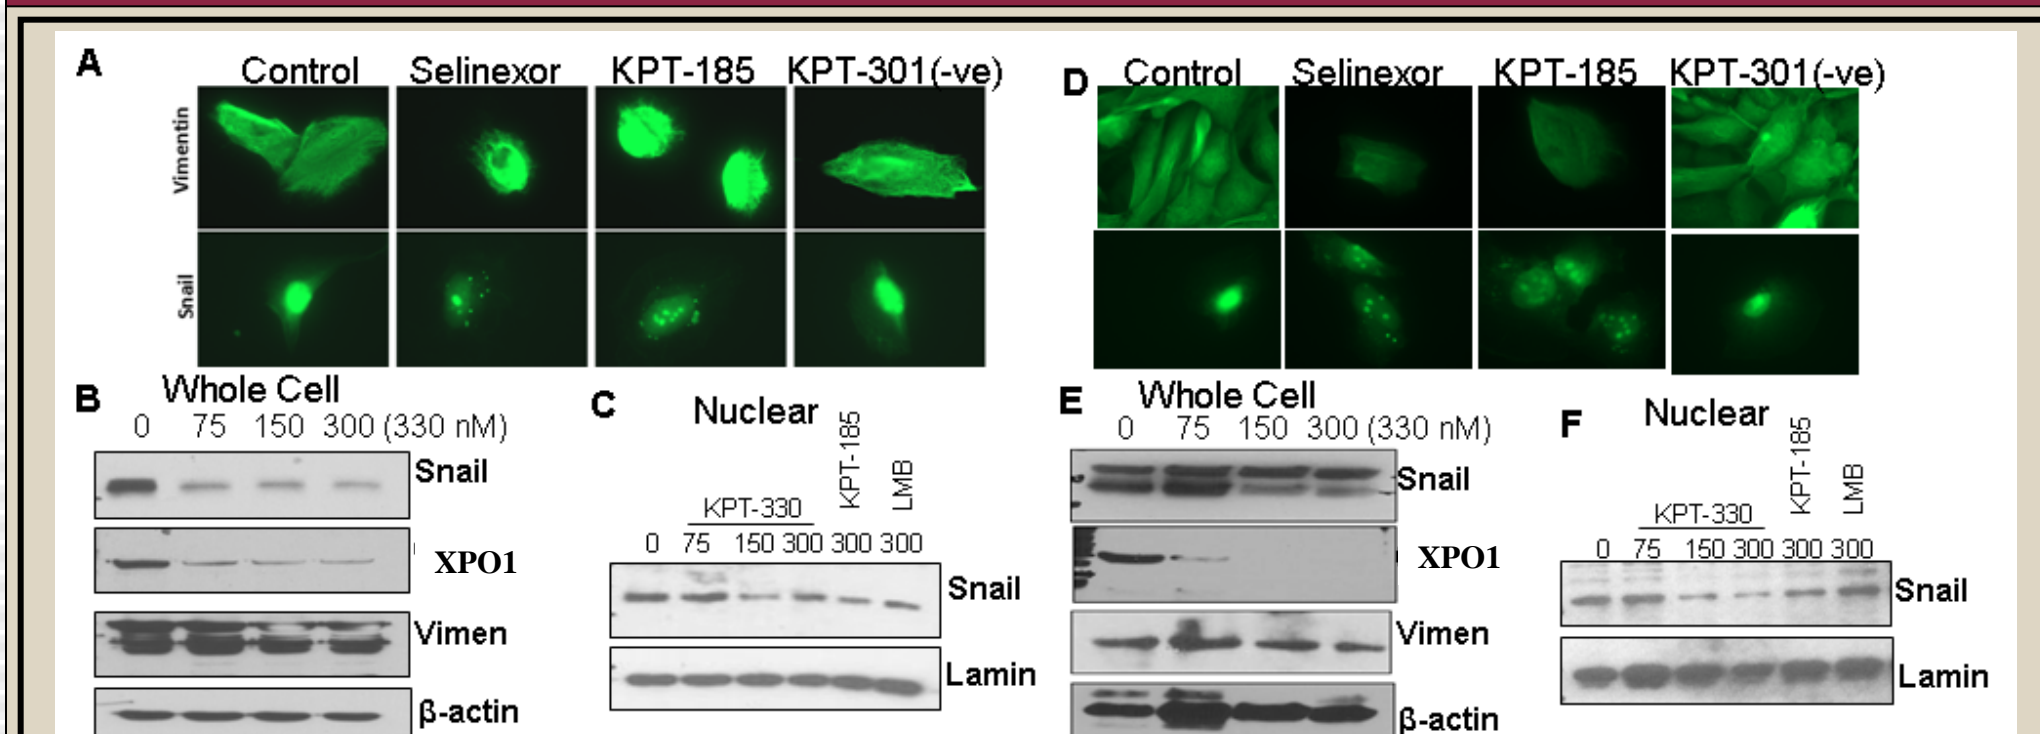 A
Control Selinexor KPT-185 KPT-301(-ve)
Vimentin
Snail
B
Whole Cell
0 75 150 300 (330 nM)
Snail
XPO1
Vimen
β-actin
C
Nuclear
KPT-330
KPT-185
LMB
0 75 150 300 300 300
Snail
Lamin
D
Control Selinexor KPT-185 KPT-301(-ve)
E
Whole Cell
0 75 150 300 (330 nM)
Snail
XPO1
Vimen
β-actin
F
Nuclear
KPT-330
KPT-185
LMB
0 75 150 300 300 300
Snail
Lamin